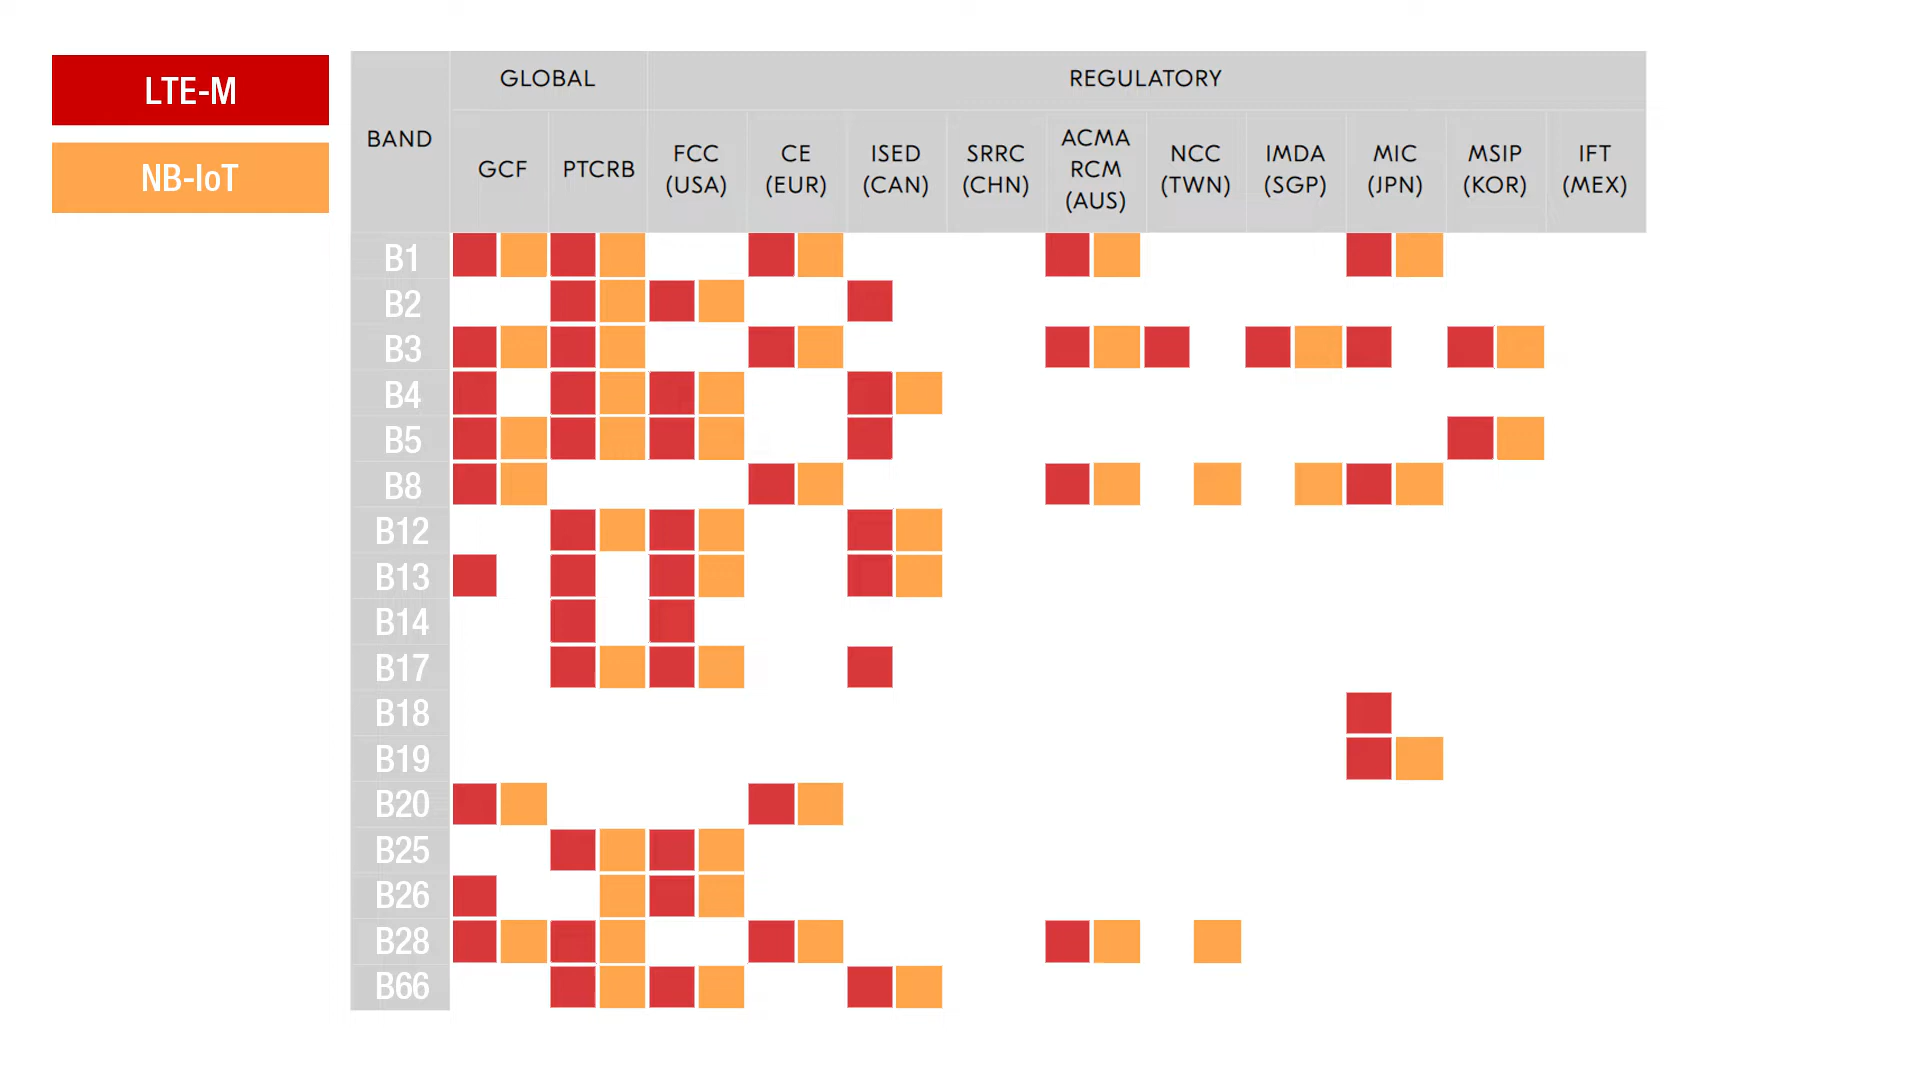 LTE-M
NB-IoT
BAND
GLOBAL
REGULATORY
GCF
PTCRB
FCC
(USA)
CE
(EUR)
ISED
(CAN)
SRRC
(CHN)
ACMA
RCM
(AUS)
NCC
(TWN)
IMDA
(SGP)
MIC
(JPN)
MSIP
(KOR)
IFT
(MEX)
B1
B2
B3
B4
B5
B8
B12
B13
B14
B17
B18
B19
B20
B25
B26
B28
B66